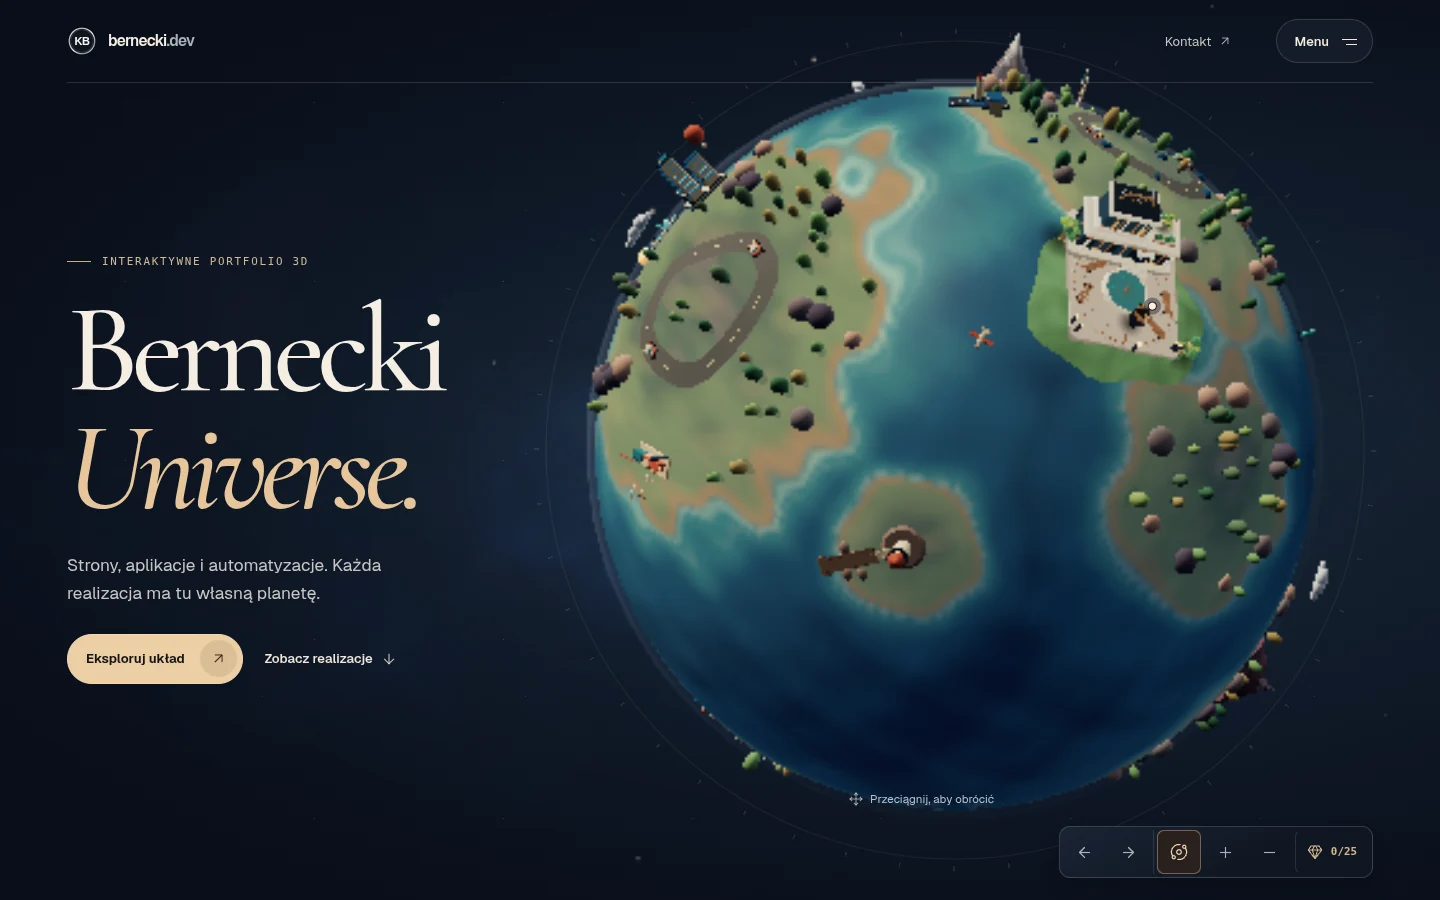 KB bernecki.dev
Kontakt
Menu
INTERAKTYWNE PORTFOLIO 3D
Bernecki
Universe.
Strony, aplikacje i automatyzacje. Każda
realizacja ma tu własną planetę.
Eksploruj układ
Zobacz realizacje
Przeciągnij, aby obrócić
0/25